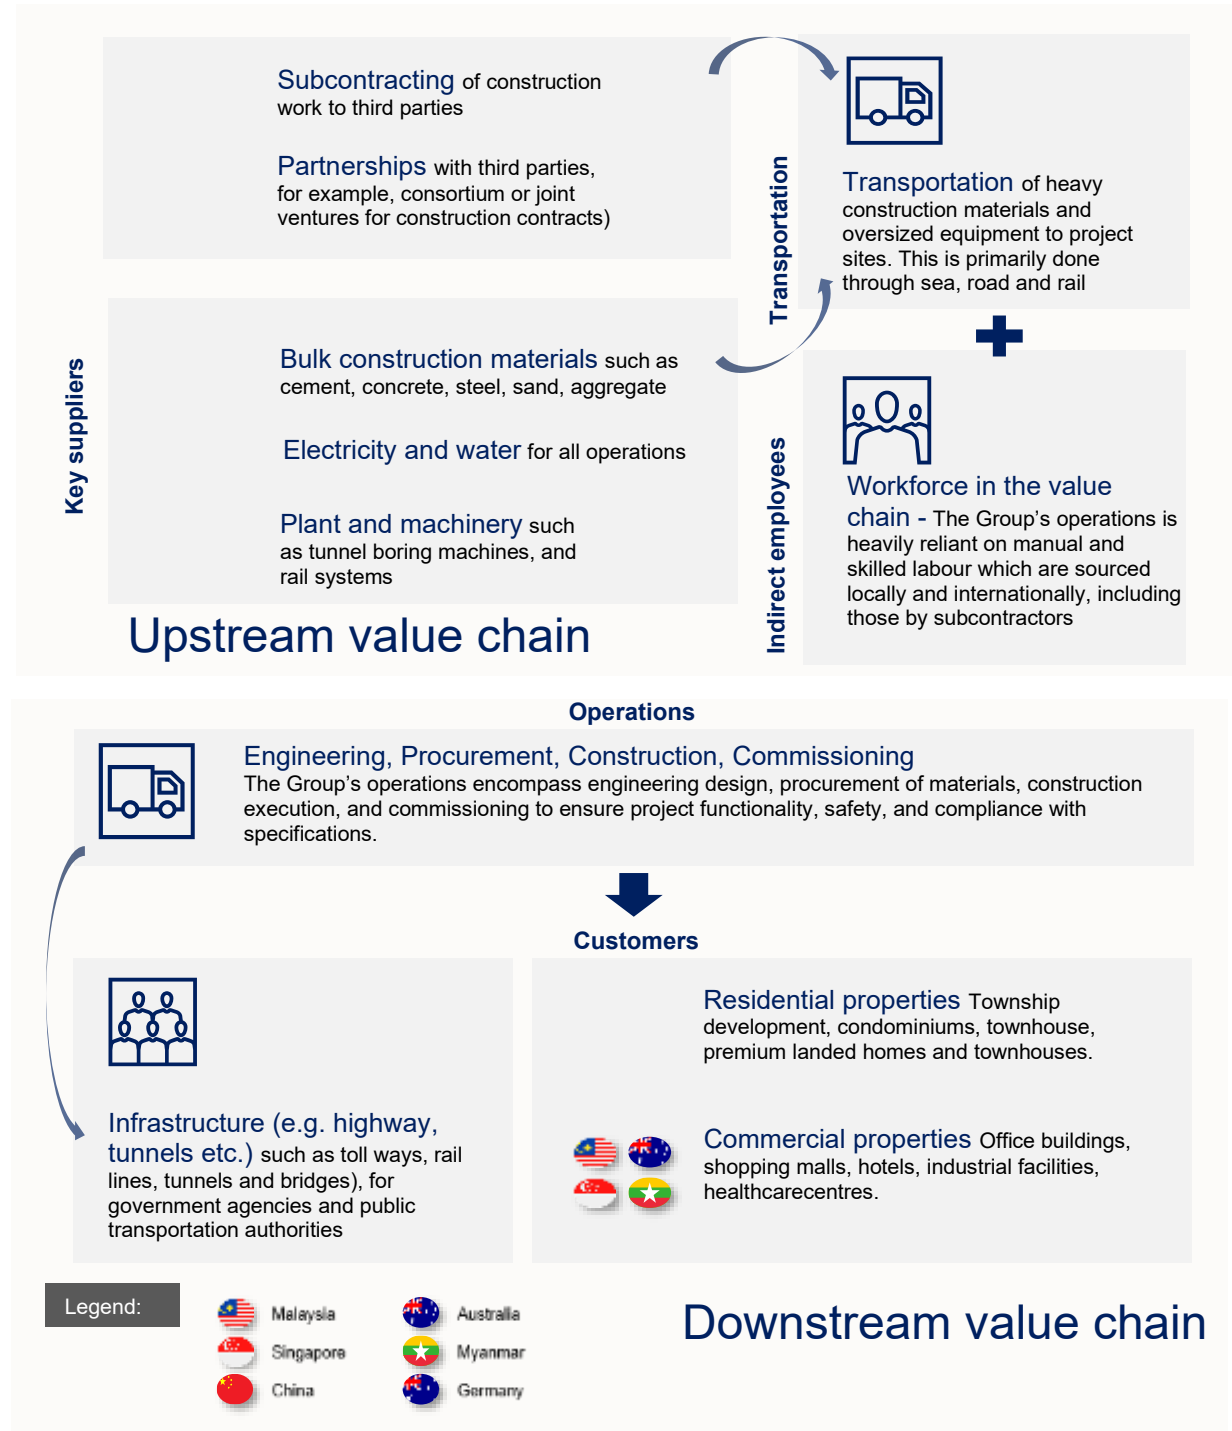 Subcontracting of construction
work to third parties
Partnerships with third parties,
for example, consortium or joint
ventures for construction contracts)
Transportation
Transportation of heavy
construction materials and
oversized equipment to project
sites. This is primarily done
through sea, road and rail
Key suppliers
Bulk construction materials such as
cement, concrete, steel, sand, aggregate
Electricity and water for all operations
Plant and machinery such
as tunnel boring machines, and
rail systems
Indirect employees
Workforce in the value
chain - The Group's operations is
heavily reliant on manual and
skilled labour which are sourced
locally and internationally, including
those by subcontractors
Upstream value chain
Operations
Engineering, Procurement, Construction, Commissioning
The Group's operations encompass engineering design, procurement of materials, construction
execution, and commissioning to ensure project functionality, safety, and compliance with
specifications.
Customers
Infrastructure (e.g. highway,
tunnels etc.) such as toll ways, rail
lines, tunnels and bridges), for
government agencies and public
transportation authorities
Residential properties Township
development, condominiums, townhouse,
premium landed homes and townhouses.
Commercial properties Office buildings,
shopping malls, hotels, industrial facilities,
healthcarecentres.
Legend:
Malaysia
Australia
Singapore
Myanmar
China
Germany
Downstream value chain